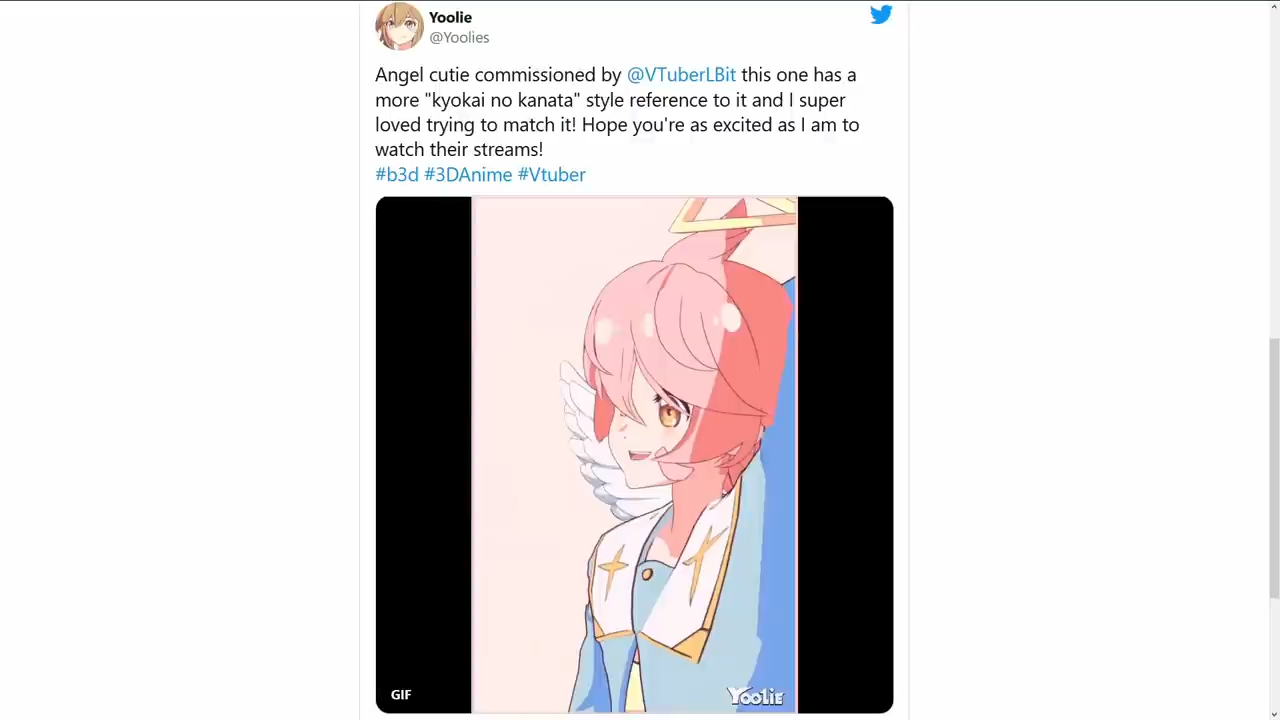 Yoolie
@Yoolies
Angel cutie commissioned by @VTuberLBit this one has a
more "kyokai no kanata" style reference to it and I super
loved trying to match it! Hope you're as excited as I am to
watch their streams!
#b3d #3DAnime #Vtuber
GIF
Yoolie